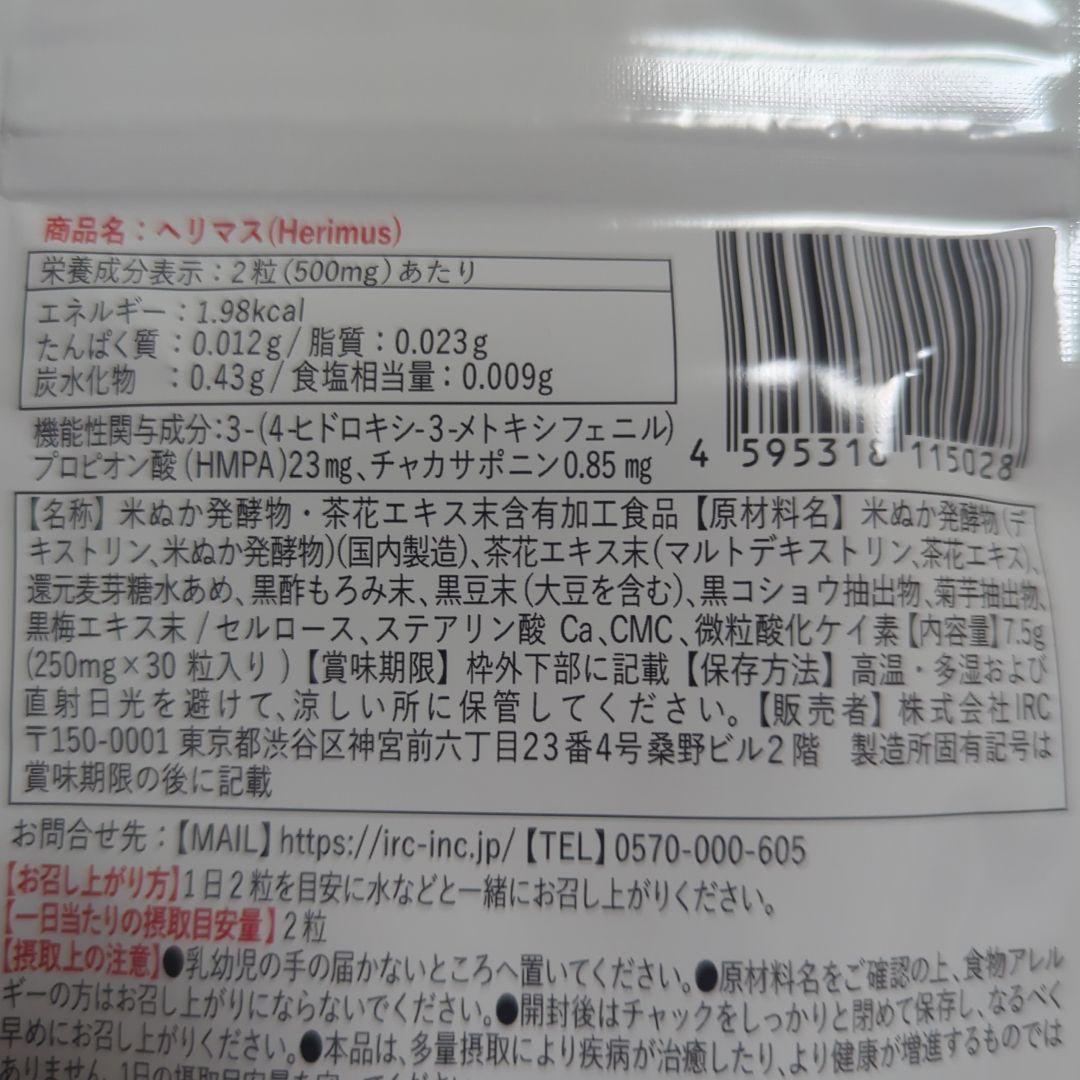 商品名：ヘリマス(Herimus)
栄養成分表示：2粒(500mg)あたり
エネルギー：1.98kcal
たんぱく質：0.012g/脂質：0.023g
炭水化物　：0.43g/食塩相当量：0.009g
機能性関与成分:3-(4-ヒドロキシ-3-メトキシフェニル)
プロピオン酸(HMPA)23mg、チャカサポニン0.85mg
4 595318 115028
【名称】米ぬか発酵物・茶花エキス末含有加工食品【原材料名】米ぬか発酵物(デ
キストリン、米ぬか発酵物)(国内製造)、茶花エキス末(マルトデキストリン、茶花エキス)、
還元麦芽糖水あめ、黒酢もろみ末、黒豆末(大豆を含む)、黒コショウ抽出物、菊芋抽出物、
黒梅エキス末/セルロース、ステアリン酸Ca、CMC、微粒酸化ケイ素【内容量】7.5g
(250mg×30粒入り)【賞味期限】枠外下部に記載【保存方法】高温・多湿および
直射日光を避けて、涼しい所に保管してください。【販売者】株式会社IRC
〒150-0001 東京都渋谷区神宮前六丁目23番4号桑野ビル2階　製造所固有記号は
賞味期限の後に記載
お問合せ先：【MAIL】https://irc-inc.jp/【TEL】0570-000-605
【お召し上がり方】1日2粒を目安に水などと一緒にお召し上がりください。
【一日当たりの摂取目安量】2粒
【摂取上の注意】●乳幼児の手の届かないところへ置いてください。●原材料名をご確認の上、食物アレル
ギーの方はお召し上がりにならないでください。●開封後はチャックをしっかりと閉めて保存し、なるべく
早めにお召し上がりください。●本品は、多量摂取により疾病が治癒したり、より健康が増進するものでは
ありません。1日の摂取目安量を守ってください。